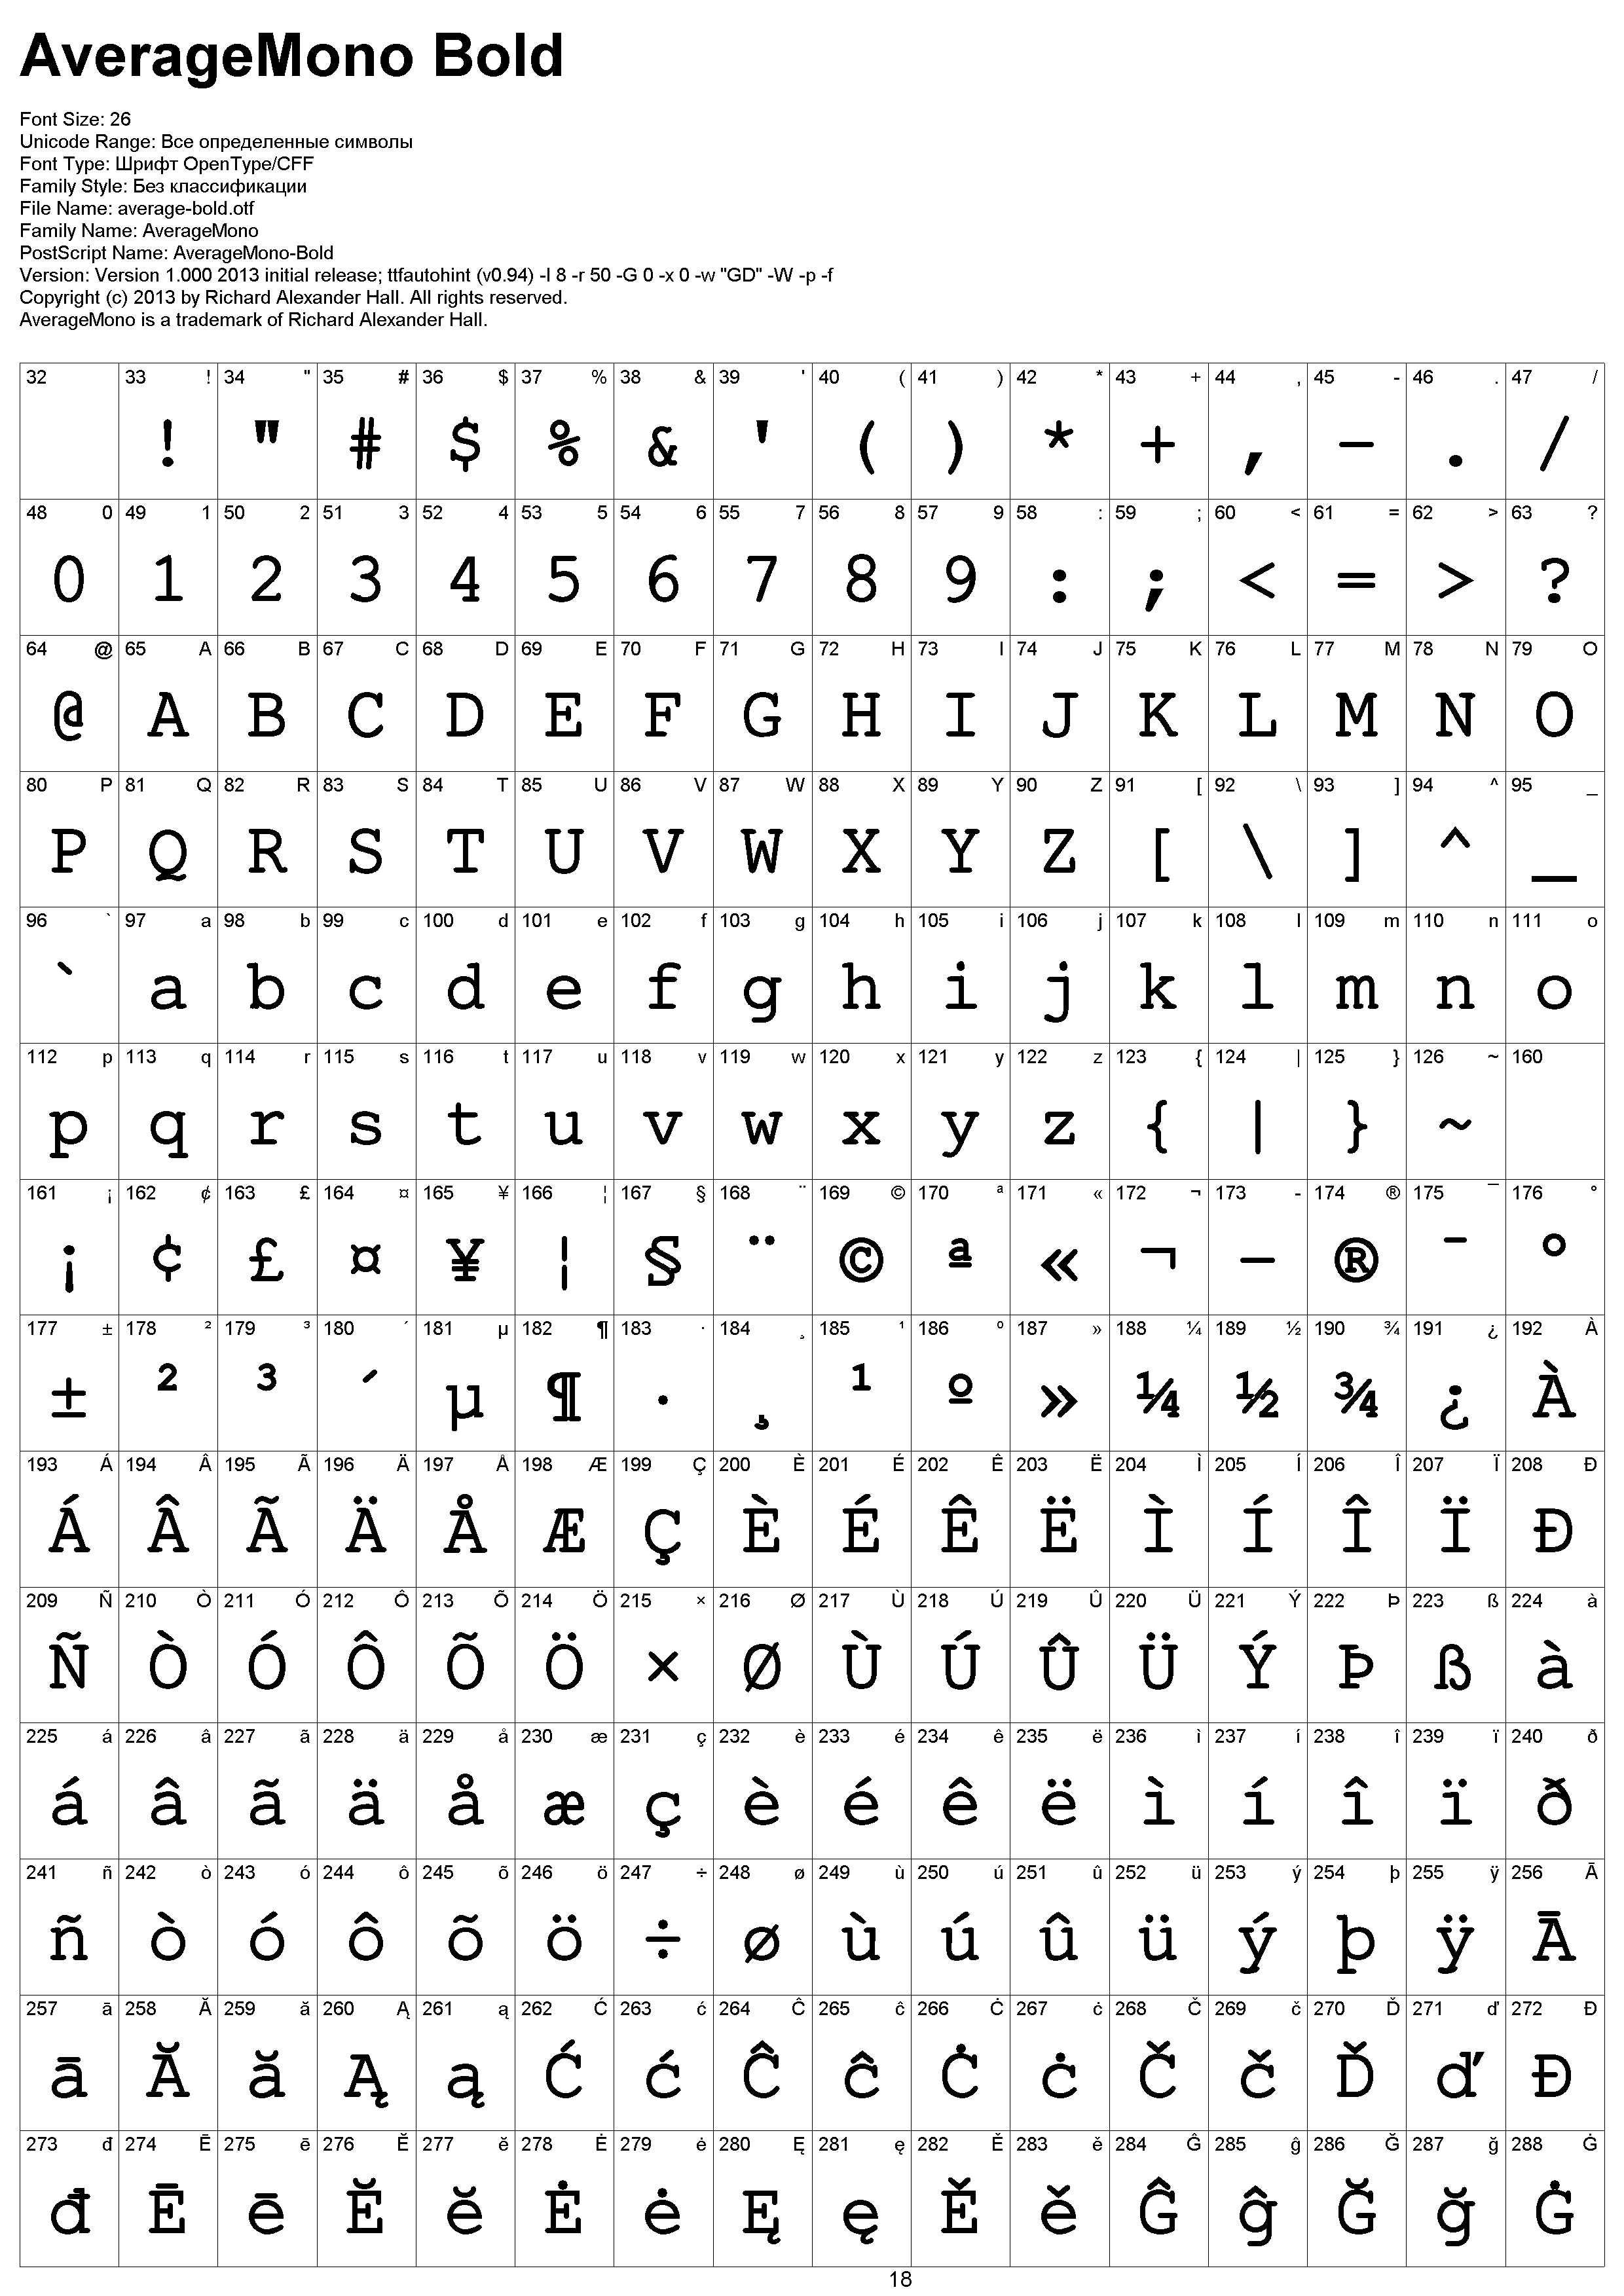 AverageMono Bold
Font Size: 26
Unicode Range: Все определенные символы
Font Type: Шрифт OpenType/CFF
Family Style: Без классификации
File Name: average-bold.otf
Family Name: AverageMono
PostScript Name: AverageMono-Bold
Version: Version 1.000 2013 initial release; ttfautohint (v0.94) -l 8 -r 50 -G 0 -x 0 -w "GD" -W -p -f
Copyright (c) 2013 by Richard Alexander Hall. All rights reserved.
AverageMono is a trademark of Richard Alexander Hall.
32 33 ! 34 " 35 # 36 $ 37 % 38 & 39 ' 40 ( 41 ) 42 * 43 + 44 , 45 - 46 . 47 /
! " # $ % & ' ( ) * + , - . /
48 0 49 1 50 2 51 3 52 4 53 5 54 6 55 7 56 8 57 9 58 : 59 ; 60 < 61 = 62 > 63 ?
0 1 2 3 4 5 6 7 8 9 : ; < = > ?
64 @ 65 A 66 B 67 C 68 D 69 E 70 F 71 G 72 H 73 I 74 J 75 K 76 L 77 M 78 N 79 O
@ A B C D E F G H I J K L M N O
80 P 81 Q 82 R 83 S 84 T 85 U 86 V 87 W 88 X 89 Y 90 Z 91 [ 92 \ 93 ] 94 ^ 95 _
P Q R S T U V W X Y Z [ \ ] ^ _
96 ` 97 a 98 b 99 c 100 d 101 e 102 f 103 g 104 h 105 i 106 j 107 k 108 l 109 m 110 n 111 o
` a b c d e f g h i j k l m n o
112 p 113 q 114 r 115 s 116 t 117 u 118 v 119 w 120 x 121 y 122 z 123 { 124 | 125 } 126 ~ 160
p q r s t u v w x y z { | } ~
161 ¡ 162 ¢ 163 £ 164 ¤ 165 ¥ 166 ¦ 167 § 168 ¨ 169 © 170 ª 171 « 172 ¬ 173 - 174 ® 175 ¯ 176 °
¡ ¢ £ ¤ ¥ ¦ § ¨ © ª « ¬ - ® ¯ °
177 ± 178 ² 179 ³ 180 ´ 181 µ 182 ¶ 183 · 184 ¸ 185 ¹ 186 º 187 » 188 ¼ 189 ½ 190 ¾ 191 ¿ 192 À
± ² ³ ´ µ ¶ · ¸ ¹ º » ¼ ½ ¾ ¿ À
193 Á 194 Â 195 Ã 196 Ä 197 Å 198 Æ 199 Ç 200 È 201 É 202 Ê 203 Ë 204 Ì 205 Í 206 Î 207 Ï 208 Ð
Á Â Ã Ä Å Æ Ç È É Ê Ë Ì Í Î Ï Ð
209 Ñ 210 Ò 211 Ó 212 Ô 213 Õ 214 Ö 215 × 216 Ø 217 Ù 218 Ú 219 Û 220 Ü 221 Ý 222 Þ 223 ß 224 à
Ñ Ò Ó Ô Õ Ö × Ø Ù Ú Û Ü Ý Þ ß à
225 á 226 â 227 ã 228 ä 229 å 230 æ 231 ç 232 è 233 é 234 ê 235 ë 236 ì 237 í 238 î 239 ï 240 ð
á â ã ä å æ ç è é ê ë ì í î ï ð
241 ñ 242 ò 243 ó 244 ô 245 õ 246 ö 247 ÷ 248 ø 249 ù 250 ú 251 û 252 ü 253 ý 254 þ 255 ÿ 256 Ā
ñ ò ó ô õ ö ÷ ø ù ú û ü ý þ ÿ Ā
257 ā 258 Ă 259 ă 260 Ą 261 ą 262 Ć 263 ć 264 Ĉ 265 ĉ 266 Ċ 267 ċ 268 Č 269 č 270 Ď 271 ď 272 Đ
ā Ă ă Ą ą Ć ć Ĉ ĉ Ċ ċ Č č Ď ď Đ
273 đ 274 Ē 275 ē 276 Ĕ 277 ĕ 278 Ė 279 ė 280 Ę 281 ę 282 Ě 283 ě 284 Ĝ 285 ĝ 286 Ğ 287 ğ 288 Ġ
đ Ē ē Ĕ ĕ Ė ė Ę ę Ě ě Ĝ ĝ Ğ ğ Ġ
18